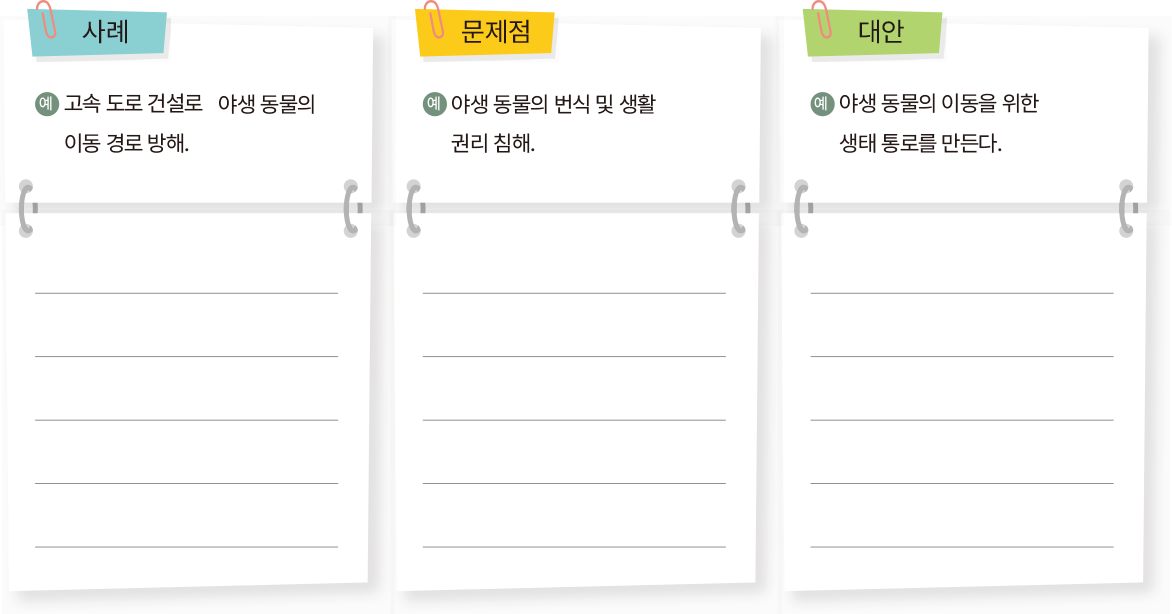 사례
예 고속 도로 건설로 야생 동물의
이동 경로 방해.
문제점
예 야생 동물의 번식 및 생활
권리 침해.
대안
예 야생 동물의 이동을 위한
생태 통로를 만든다.